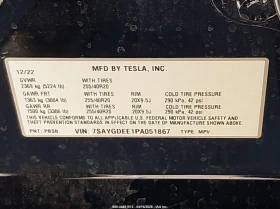 MFD BY TESLA, INC.
12/22
GVWR WITH TIRES
2369 kg (5224 lb) 255/40R20
GAWR FRT WITH TIRES RIM COLD TIRE PRESSURE
1363 kg (3004 lb) 255/40R20 20X9.5J 290 kPa, 42 psi
GAWR RR WITH TIRES RIM COLD TIRE PRESSURE
1500 kg (3306 lb) 255/40R20 20X9.5J 290 kPa, 42 psi
THIS VEHICLE CONFORMS TO ALL APPLICABLE U.S. FEDERAL MOTOR VEHICLE SAFETY AND
THEFT PREVENTION STANDARDS IN EFFECT ON THE DATE OF
MANUFACTURE SHOWN ABOVE.
PNT: PBSB VIN: 7SAYGDEE1PA051867 TYPE: MPV